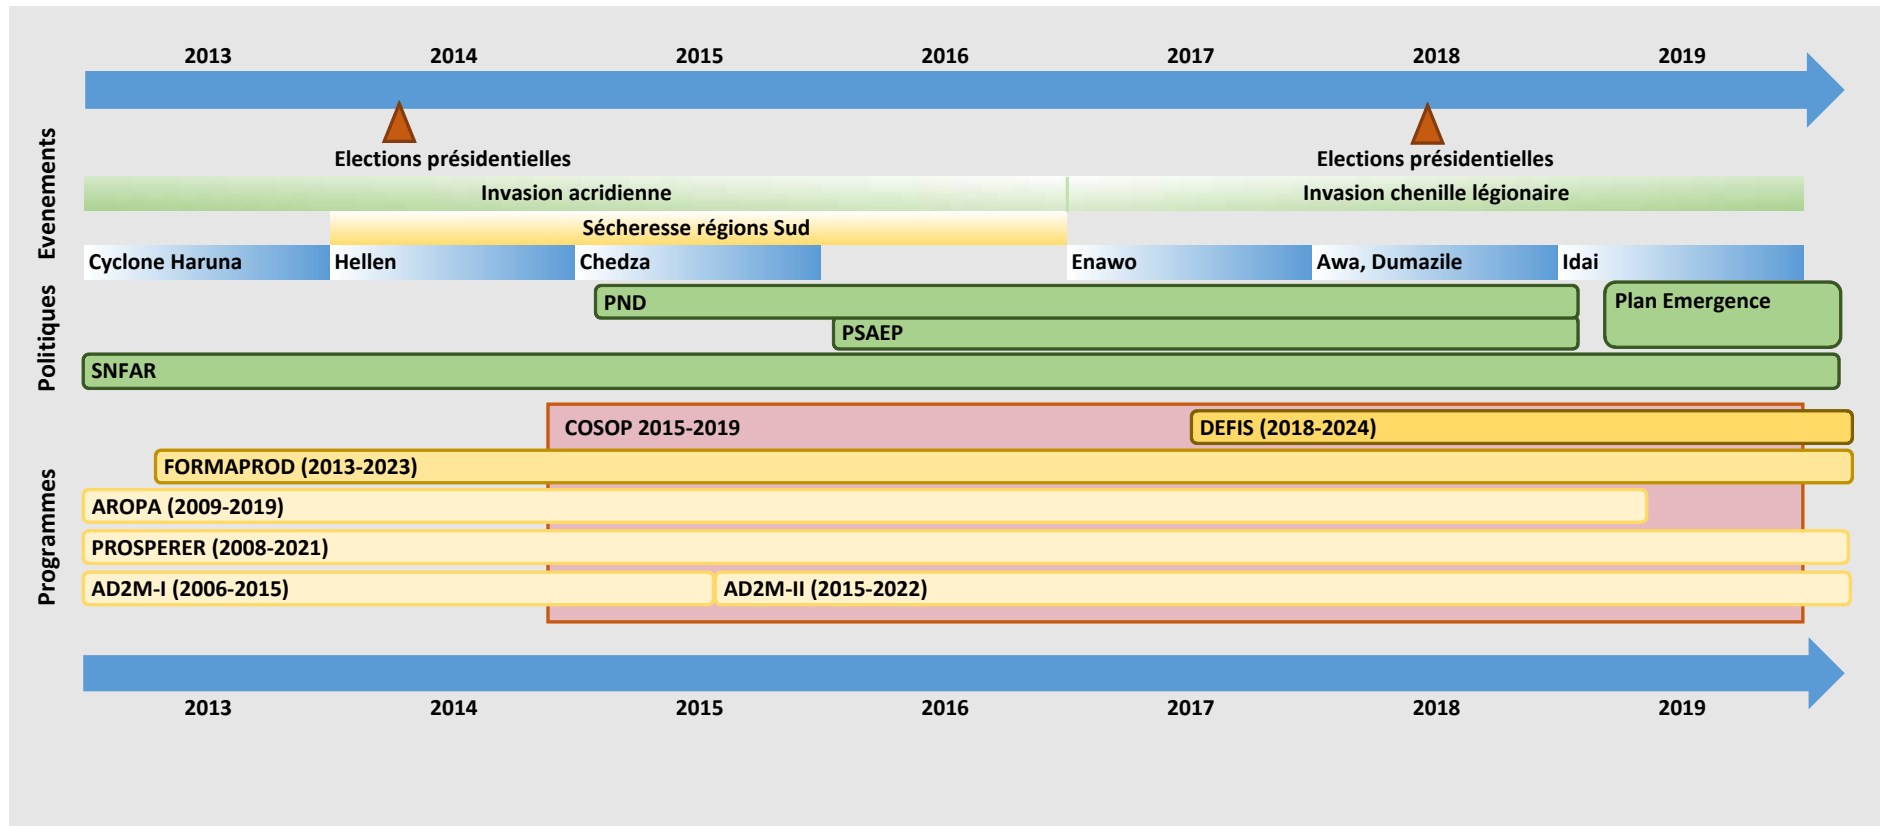 2013 2014 2015 2016 2017 2018 2019
Evenements
Elections présidentielles Elections présidentielles
Invasion acridienne Invasion chenille légionaire
Sécheresse régions Sud
Cyclone Haruna Hellen Chedza Enawo Awa, Dumazile Idai
Politiques
PND Plan Emergence
PSAEP
SNFAR
Programmes
COSOP 2015-2019 DEFIS (2018-2024)
FORMAPROD (2013-2023)
AROPA (2009-2019)
PROSPERER (2008-2021)
AD2M-I (2006-2015) AD2M-II (2015-2022)
2013 2014 2015 2016 2017 2018 2019